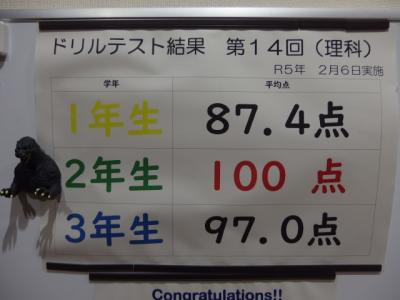 ドリルテスト結果　第１４回（理科）
R５年　２月６日実施
学年 平均点
1年生 87.4点
2年生 100 点
3年生 97.0点
Congratulations!!